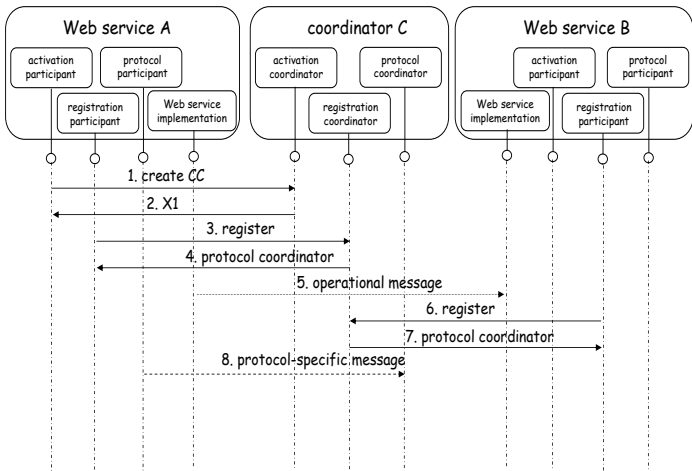 Web service A
coordinator C
Web service B
activation
participant
protocol
participant
activation
coordinator
protocol
coordinator
activation
participant
protocol
participant
registration
participant
Web service
implementation
registration
coordinator
Web service
implementation
registration
participant
1. create CC
2. X1
3. register
4. protocol coordinator
5. operational message
6. register
7. protocol coordinator
8. protocol-specific message